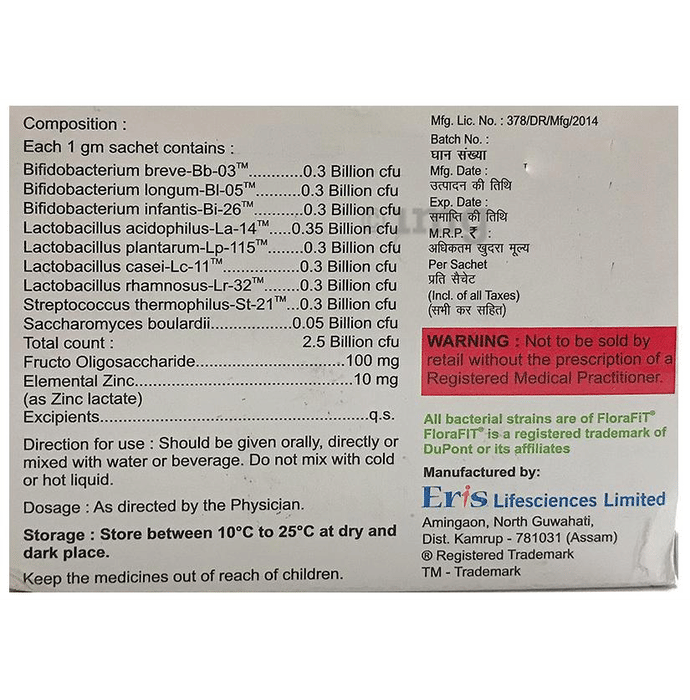 Composition :
Each 1 gm sachet contains :
Bifidobacterium breve-Bb-03™............0.3 Billion cfu
Bifidobacterium longum-Bl-05™.........0.3 Billion cfu
Bifidobacterium infantis-Bi-26™.........0.3 Billion cfu
Lactobacillus acidophilus-La-14™....0.35 Billion cfu
Lactobacillus plantarum-Lp-115™.......0.3 Billion cfu
Lactobacillus casei-Lc-11™................0.3 Billion cfu
Lactobacillus rhamnosus-Lr-32™.......0.3 Billion cfu
Streptococcus thermophilus-St-21™...0.3 Billion cfu
Saccharomyces boulardii...............0.05 Billion cfu
Total count : 2.5 Billion cfu
Fructo Oligosaccharide...........................100 mg
Elemental Zinc..........................................10 mg
(as Zinc lactate)
Excipients....................................................q.s.
Direction for use : Should be given orally, directly or
mixed with water or beverage. Do not mix with cold
or hot liquid.
Dosage : As directed by the Physician.
Storage : Store between 10°C to 25°C at dry and
dark place.
Keep the medicines out of reach of children.
Mfg. Lic. No. : 378/DR/Mfg/2014
Batch No. :
घान संख्या
Mfg. Date :
उत्पादन की तिथि
Exp. Date :
समाप्ति की तिथि
M.R.P. ₹ :
अधिकतम खुदरा मूल्य
Per Sachet
प्रति सैचेट
(Incl. of all Taxes)
(सभी कर सहित)
WARNING : Not to be sold by
retail without the prescription of a
Registered Medical Practitioner.
All bacterial strains are of FloraFiT®
FloraFIT® is a registered trademark of
DuPont or its affiliates
Manufactured by:
Eris Lifesciences Limited
Amingaon, North Guwahati,
Dist. Kamrup - 781031 (Assam)
® Registered Trademark
TM - Trademark